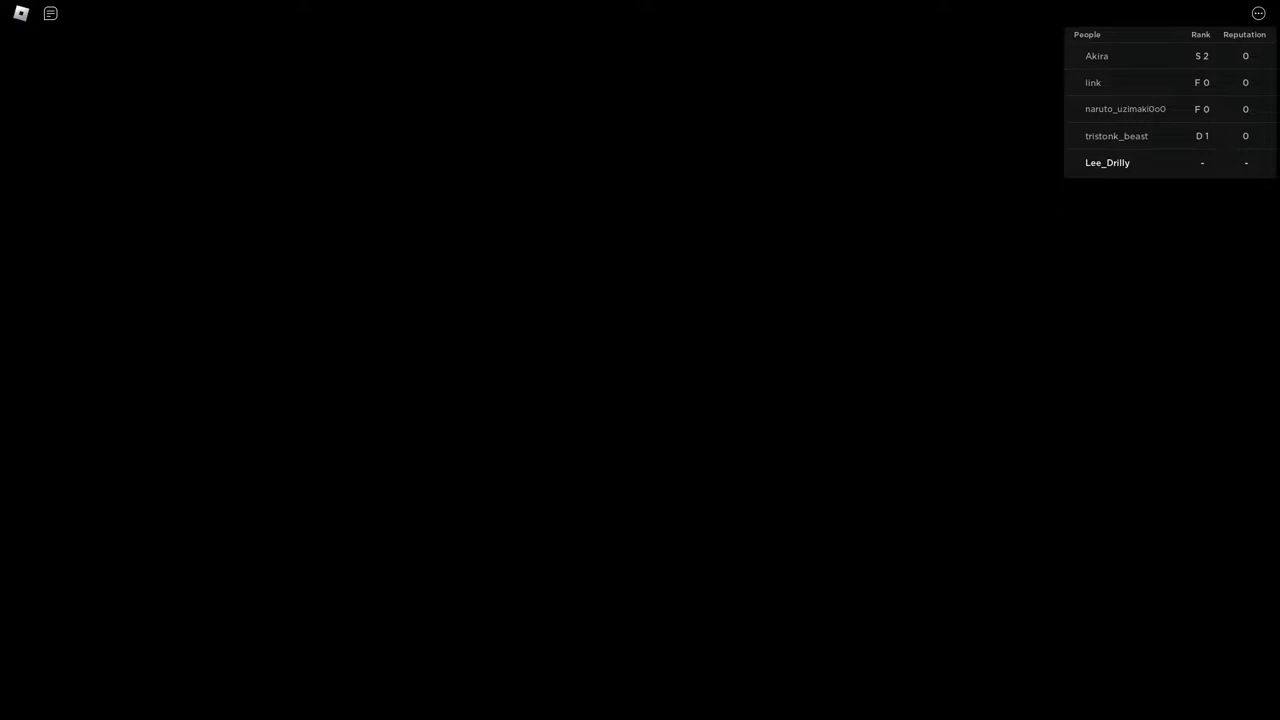 People Rank Reputation
Akira S 2 0
link F 0 0
naruto_uzimaki0o0 F 0 0
tristonk_beast D 1 0
Lee_Drilly - -